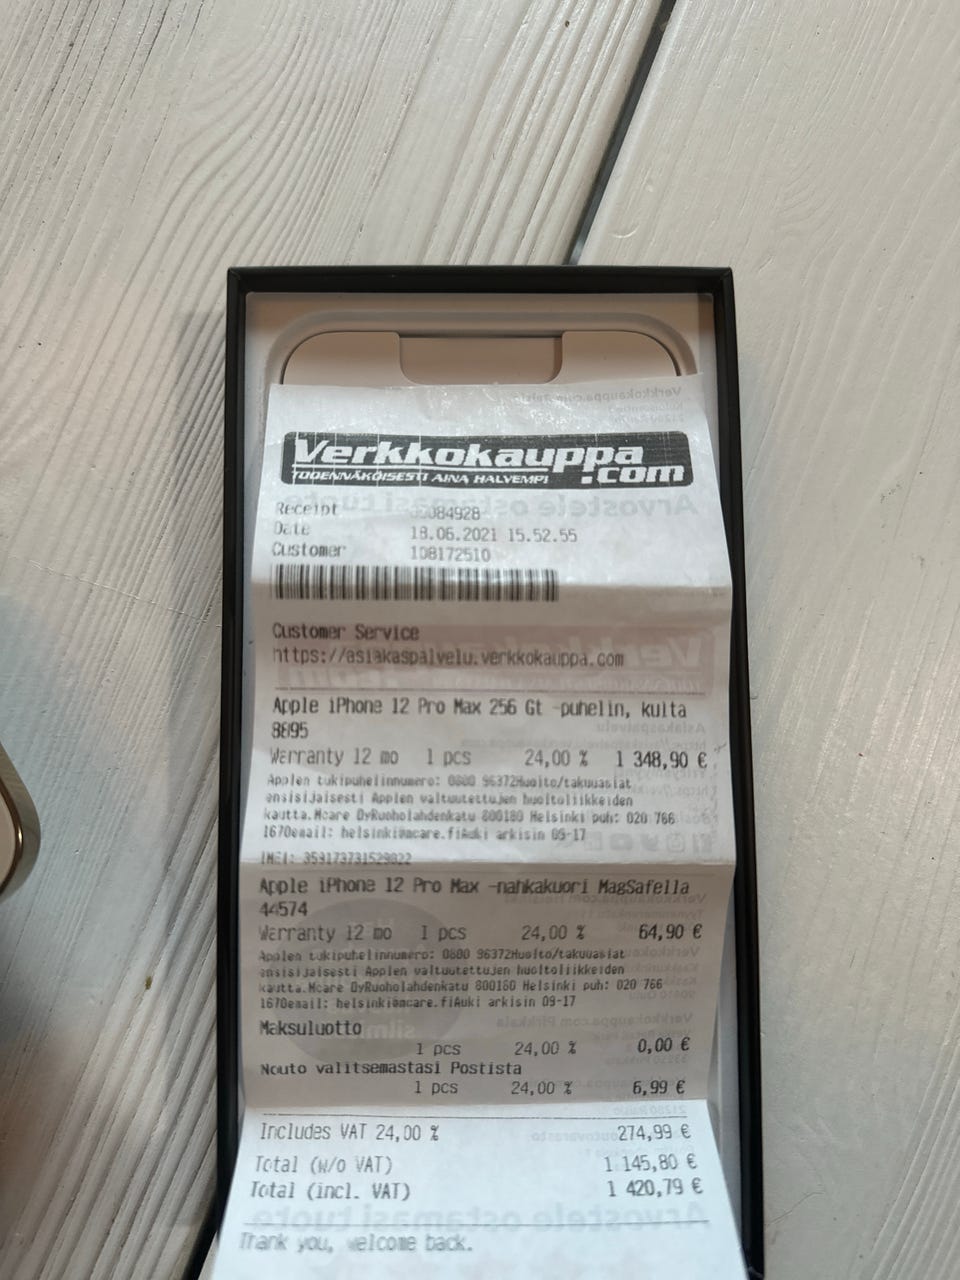 Verkkokauppa
.com
TODENNÄKÖISESTI AINA HALVEMPI
Receipt
Date 18.06.2021 15.52.55
Customer 108172510
Customer Service
https://asiakaspalvelu.verkkokauppa.com
Apple iPhone 12 Pro Max 256 Gt -puhelin, kulta
8895
Warranty 12 mo 1 pcs 24,00 % 1 348,90 €
Applen tukipuhelinnumero: 0800 96372Huolto/takuuasiat
ensisijaisesti Applen valtuutettujen huoltoliikkeiden
kautta.Mcare OyRuoholahdenkatu 800180 Helsinki puh: 020 766
1670email: helsinki@mcare.fiAuki arkisin 09-17
IMEI: 359173731529822
Apple iPhone 12 Pro Max -nahkakuori MagSafella
44574
Warranty 12 mo 1 pcs 24,00 % 64,90 €
Applen tukipuhelinnumero: 0800 96372Huolto/takuuasiat
ensisijaisesti Applen valtuutettujen huoltoliikkeiden
kautta.Mcare OyRuoholahdenkatu 800180 Helsinki puh: 020 766
1670email: helsinki@mcare.fiAuki arkisin 09-17
Maksuluotto
1 pcs 24,00 % 0,00 €
Nouto valitsemastasi Postista
1 pcs 24,00 % 6,99 €
Includes VAT 24,00 % 274,99 €
Total (w/o VAT) 1 145,80 €
Total (incl. VAT) 1 420,79 €
Thank you, welcome back.